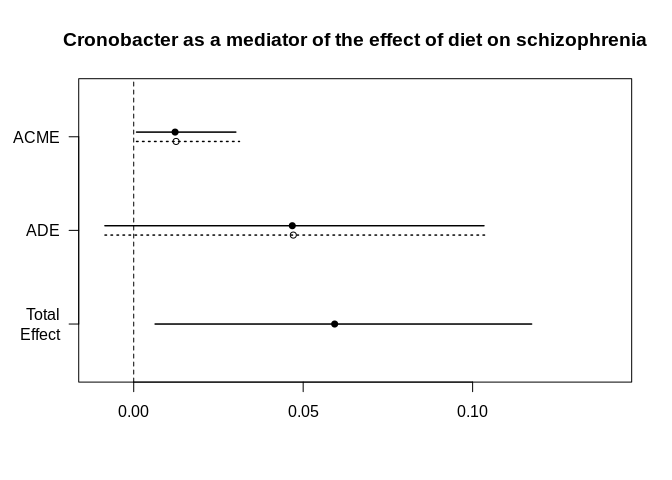 Cronobacter as a mediator of the effect of diet on schizophrenia
ACME
ADE
Total
Effect
0.00
0.05
0.10